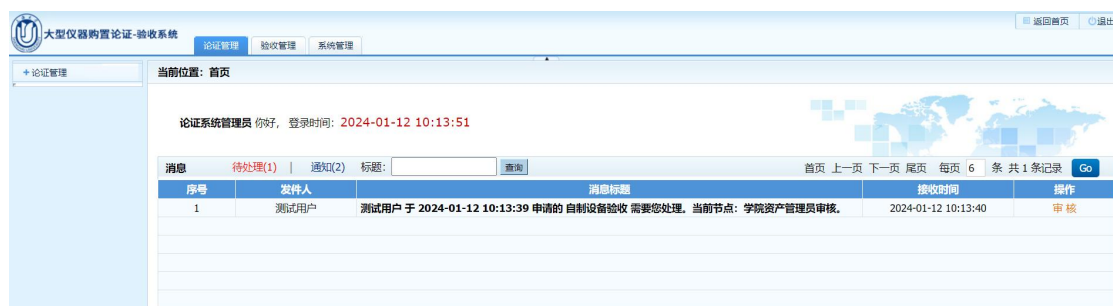 返回首页 退出
大型仪器购置论证-验收系统
论证管理 验收管理 系统管理
+论证管理
当前位置：首页
论证系统管理员 你好， 登录时间：2024-01-12 10:13:51
消息 待处理(1) | 通知(2) 标题： 查询 首页 上一页 下一页 尾页 每页 6 条 共 1 条记录 Go
序号 发件人 消息标题 接收时间 操作
1 测试用户 测试用户 于 2024-01-12 10:13:39 申请的 自制设备验收 需要您处理。当前节点：学院资产管理员审核。 2024-01-12 10:13:40 审 核